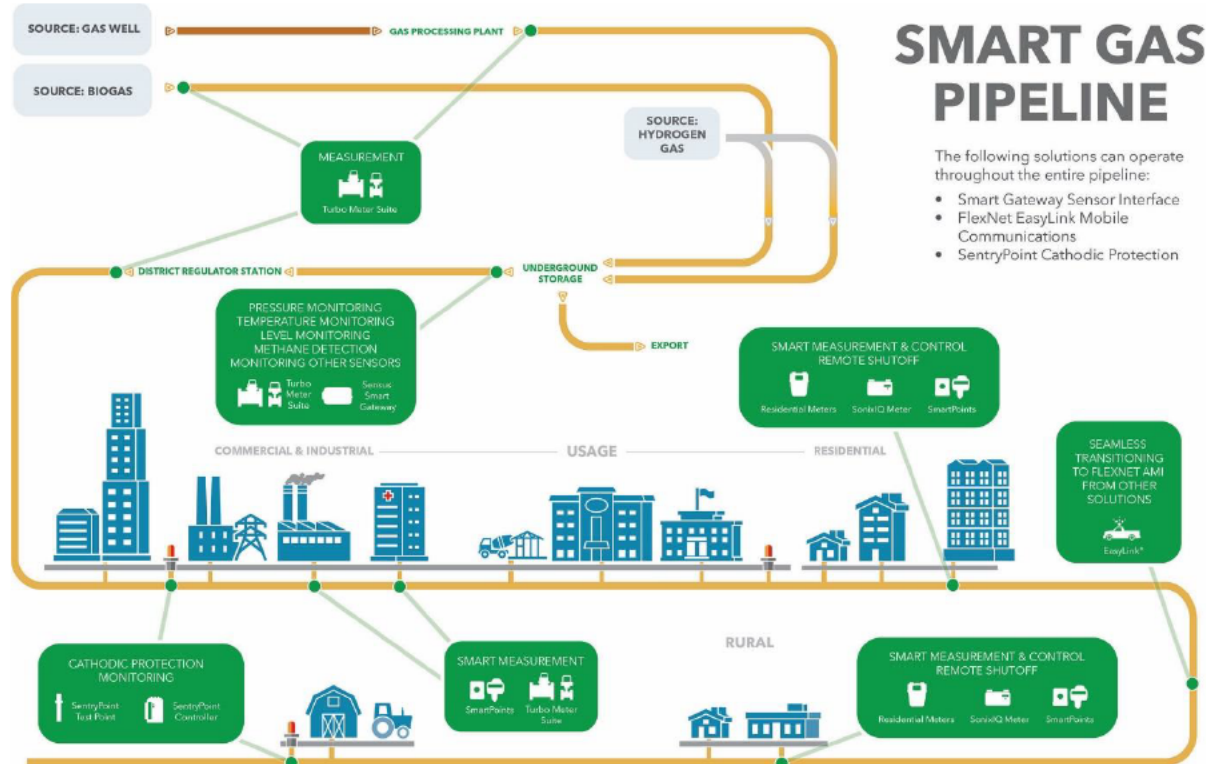 SOURCE: GAS WELL
GAS PROCESSING PLANT
SMART GAS
PIPELINE
SOURCE: BIOGAS
SOURCE:
HYDROGEN
GAS
The following solutions can operate
throughout the entire pipeline:
• Smart Gateway Sensor Interface
• FlexNet EasyLink Mobile
Communications
• SentryPoint Cathodic Protection
MEASUREMENT
Turbo Meter Suite
DISTRICT REGULATOR STATION
UNDERGROUND
STORAGE
EXPORT
PRESSURE MONITORING
TEMPERATURE MONITORING
LEVEL MONITORING
METHANE DETECTION
MONITORING OTHER SENSORS
Turbo
Meter
Suite
Sensus
Smart
Gateway
SMART MEASUREMENT & CONTROL
REMOTE SHUTOFF
Residential Meters
SonixIQ Meter
SmartPoints
COMMERCIAL & INDUSTRIAL
USAGE
RESIDENTIAL
SEAMLESS
TRANSITIONING
TO FLEXNET AMI
FROM OTHER
SOLUTIONS
EasyLink®
CATHODIC PROTECTION
MONITORING
SentryPoint
Test Point
SentryPoint
Controller
SMART MEASUREMENT
SmartPoints
Turbo Meter
Suite
RURAL
SMART MEASUREMENT & CONTROL
REMOTE SHUTOFF
Residential Meters
SonixIQ Meter
SmartPoints